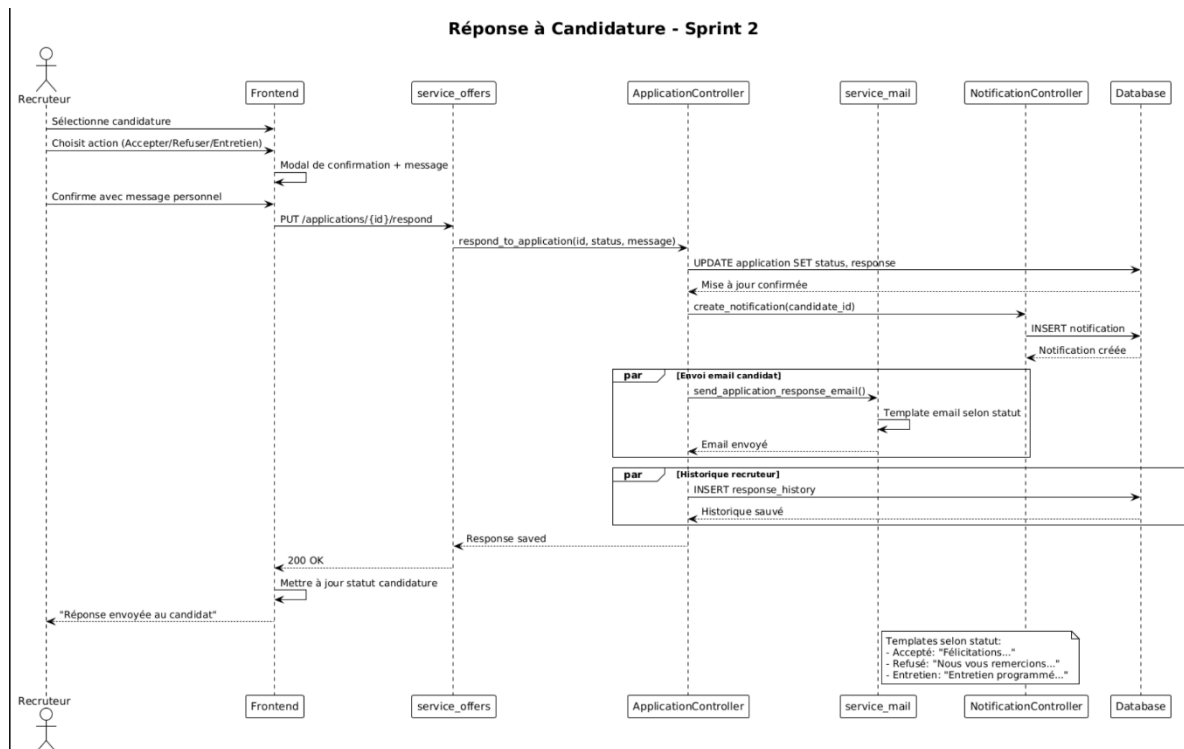 Réponse à Candidature - Sprint 2
Recruteur
Frontend
service_offers
ApplicationController
service_mail
NotificationController
Database
Sélectionne candidature
Choisit action (Accepter/Refuser/Entretien)
Modal de confirmation + message
Confirme avec message personnel
PUT /applications/{id}/respond
respond_to_application(id, status, message)
UPDATE application SET status, response
Mise à jour confirmée
create_notification(candidate_id)
INSERT notification
Notification créée
par [Envoi email candidat]
send_application_response_email()
Template email selon statut
Email envoyé
par [Historique recruteur]
INSERT response_history
Historique sauvé
Response saved
200 OK
Mettre à jour statut candidature
"Réponse envoyée au candidat"
Templates selon statut:
- Accepté: "Félicitations..."
- Refusé: "Nous vous remercions..."
- Entretien: "Entretien programmé..."
Recruteur
Frontend
service_offers
ApplicationController
service_mail
NotificationController
Database